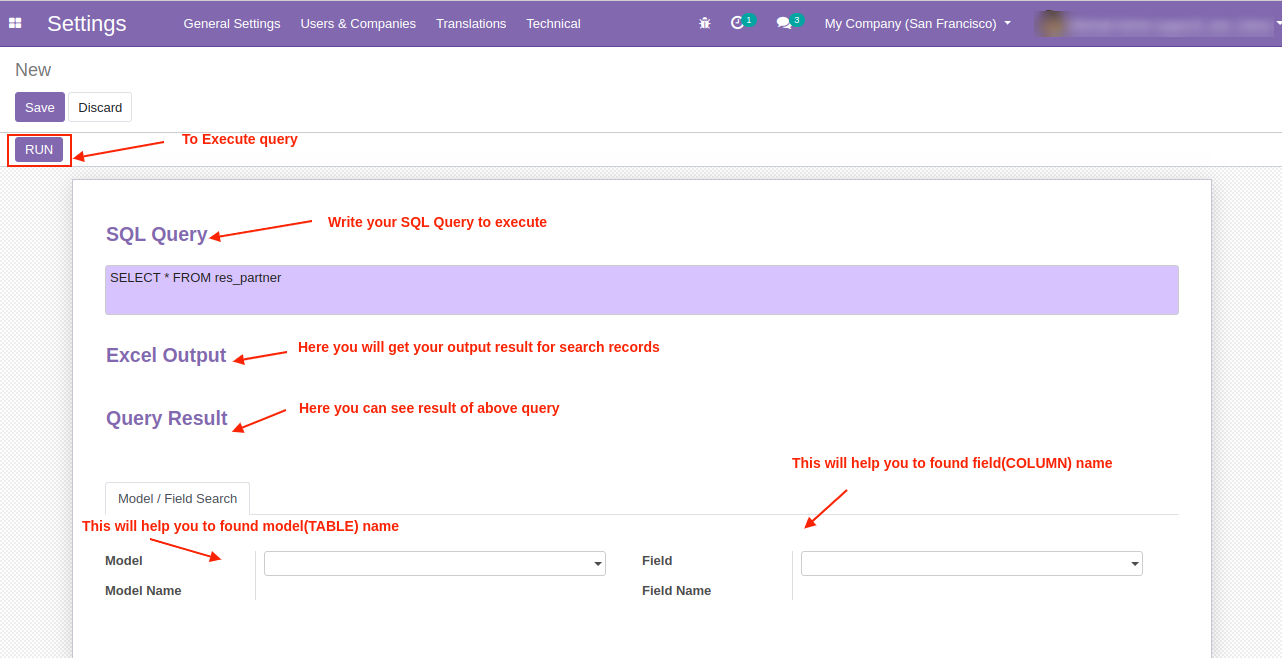 Settings General Settings Users & Companies Translations Technical 1 3 My Company (San Francisco)
New
Save Discard
To Execute query
RUN
Write your SQL Query to execute
SQL Query
SELECT * FROM res_partner
Here you will get your output result for search records
Excel Output
Here you can see result of above query
Query Result
This will help you to found field(COLUMN) name
Model / Field Search
This will help you to found model(TABLE) name
Model Field
Model Name Field Name